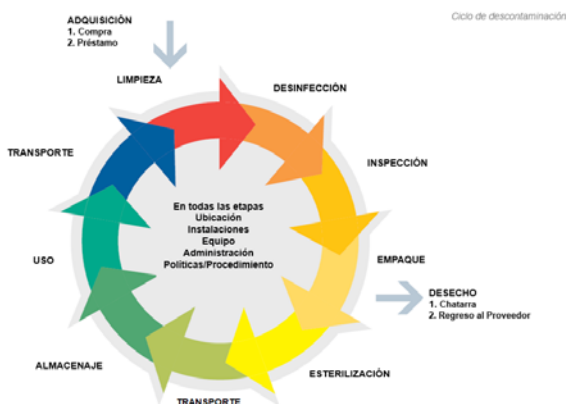 Ciclo de descontaminación
ADQUISICIÓN
1. Compra
2. Préstamo
LIMPIEZA
DESINFECCIÓN
TRANSPORTE
INSPECCIÓN
En todas las etapas
Ubicación
Instalaciones
Equipo
Administración
Políticas/Procedimiento
USO
EMPAQUE
DESECHO
1. Chatarra
2. Regreso al Proveedor
ALMACENAJE
ESTERILIZACIÓN
TRANSPORTE